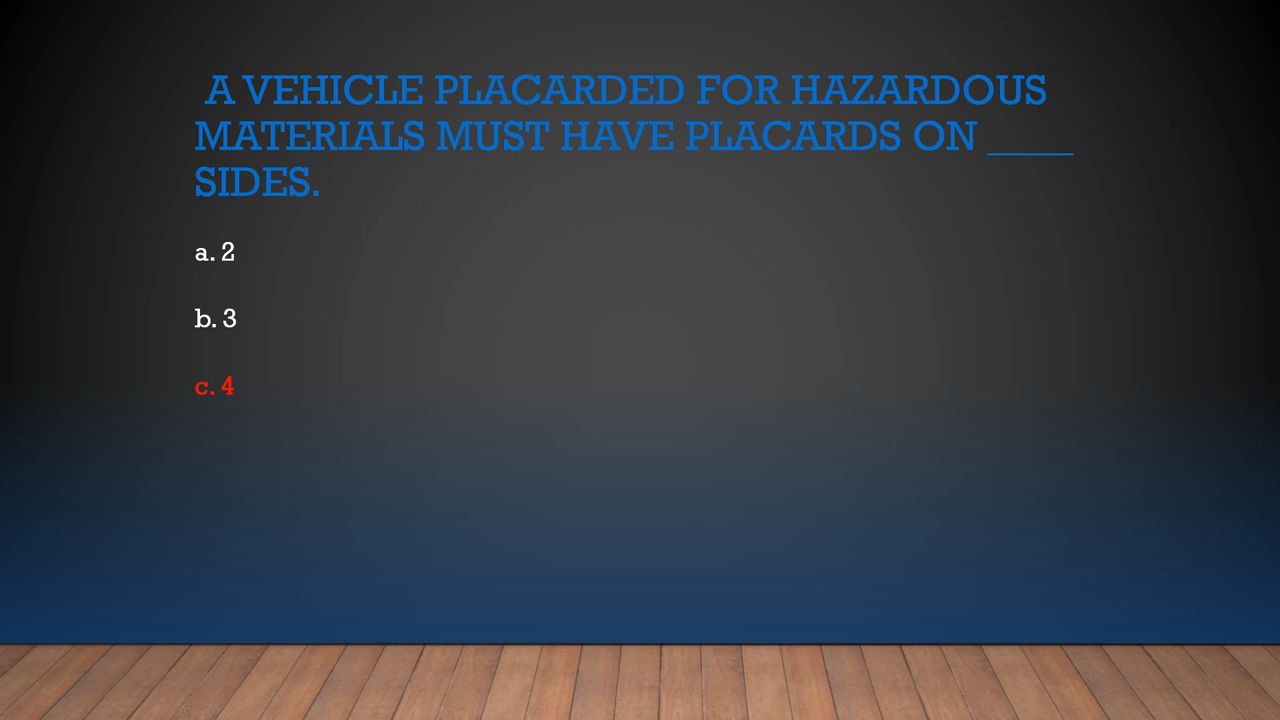 A VEHICLE PLACARDED FOR HAZARDOUS
MATERIALS MUST HAVE PLACARDS ON ____
SIDES.
a. 2
b. 3
c. 4